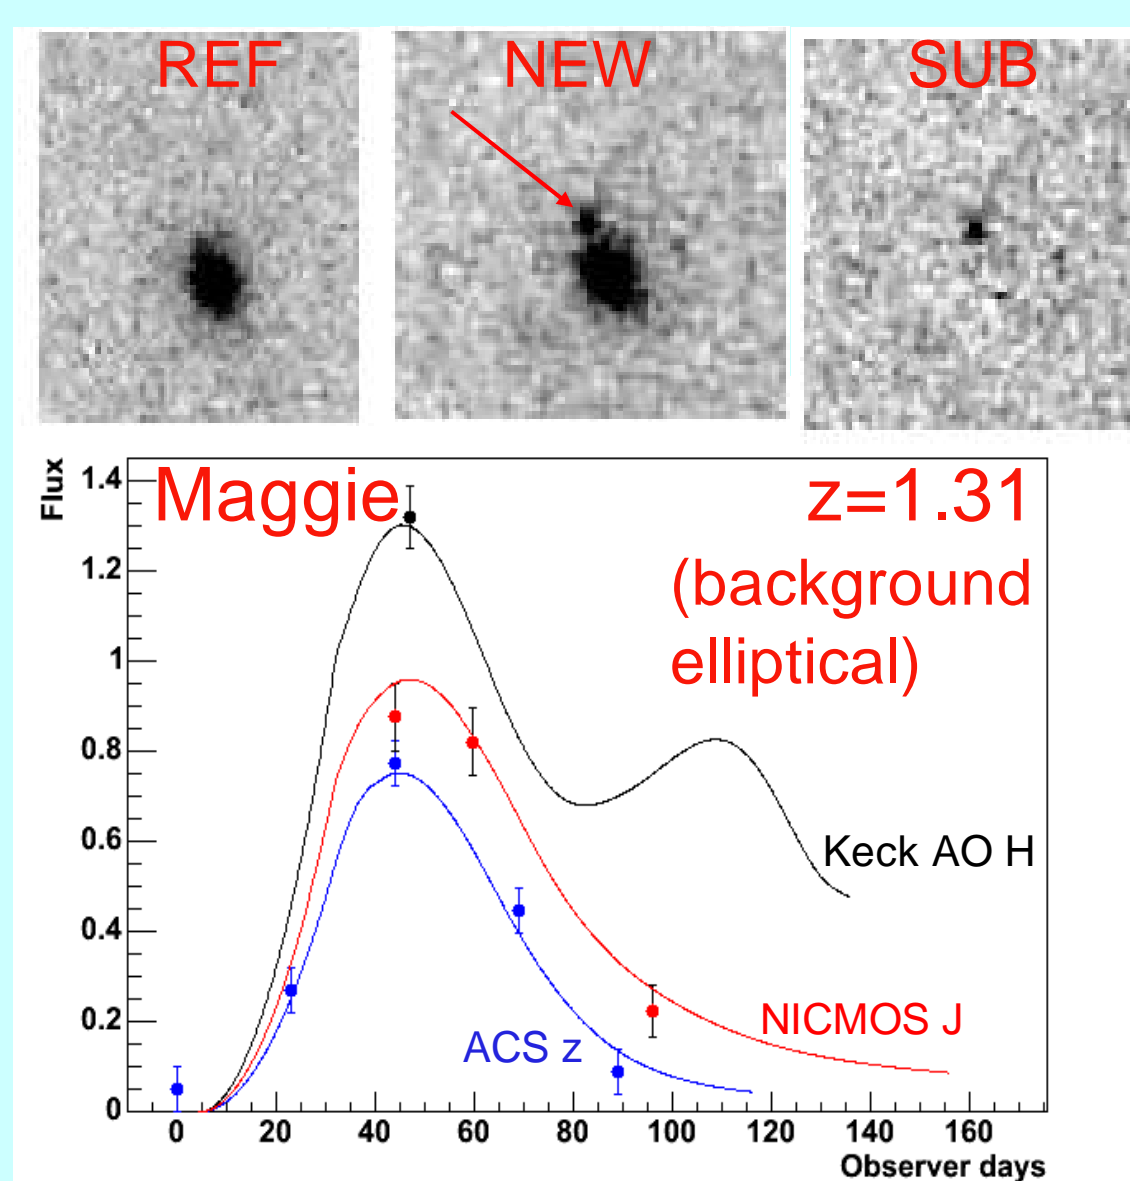 REF
NEW
SUB
Flux
Maggie
z=1.31
(background
elliptical)
1.4
1.2
1
0.8
0.6
0.4
0.2
0
Keck AO H
NICMOS J
ACS z
0 20 40 60 80 100 120 140 160
Observer days